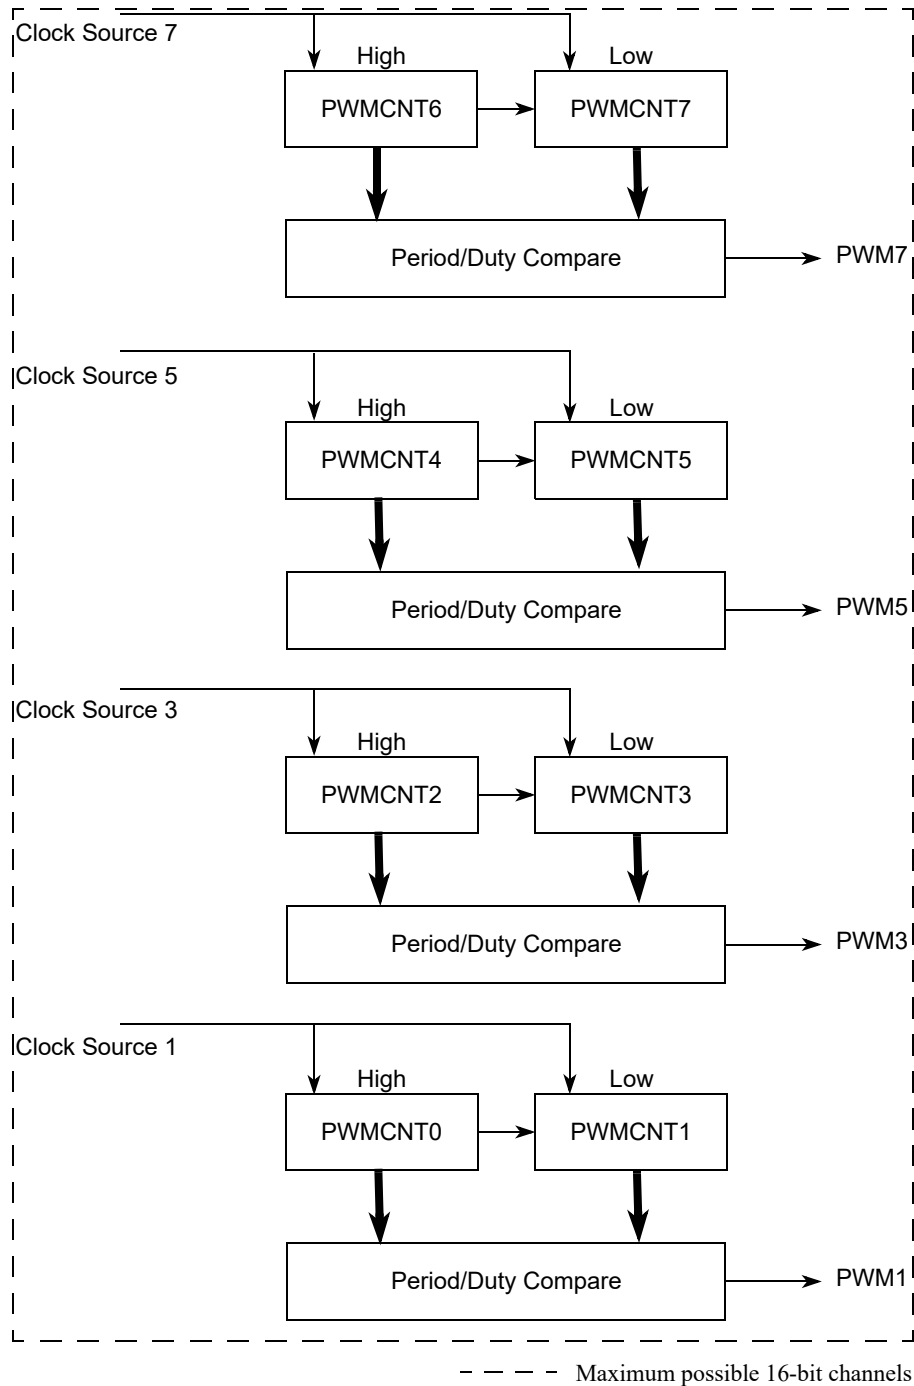 Clock Source 7
High Low
PWMCNT6 PWMCNT7
Period/Duty Compare PWM7
Clock Source 5
High Low
PWMCNT4 PWMCNT5
Period/Duty Compare PWM5
Clock Source 3
High Low
PWMCNT2 PWMCNT3
Period/Duty Compare PWM3
Clock Source 1
High Low
PWMCNT0 PWMCNT1
Period/Duty Compare PWM1
Maximum possible 16-bit channels